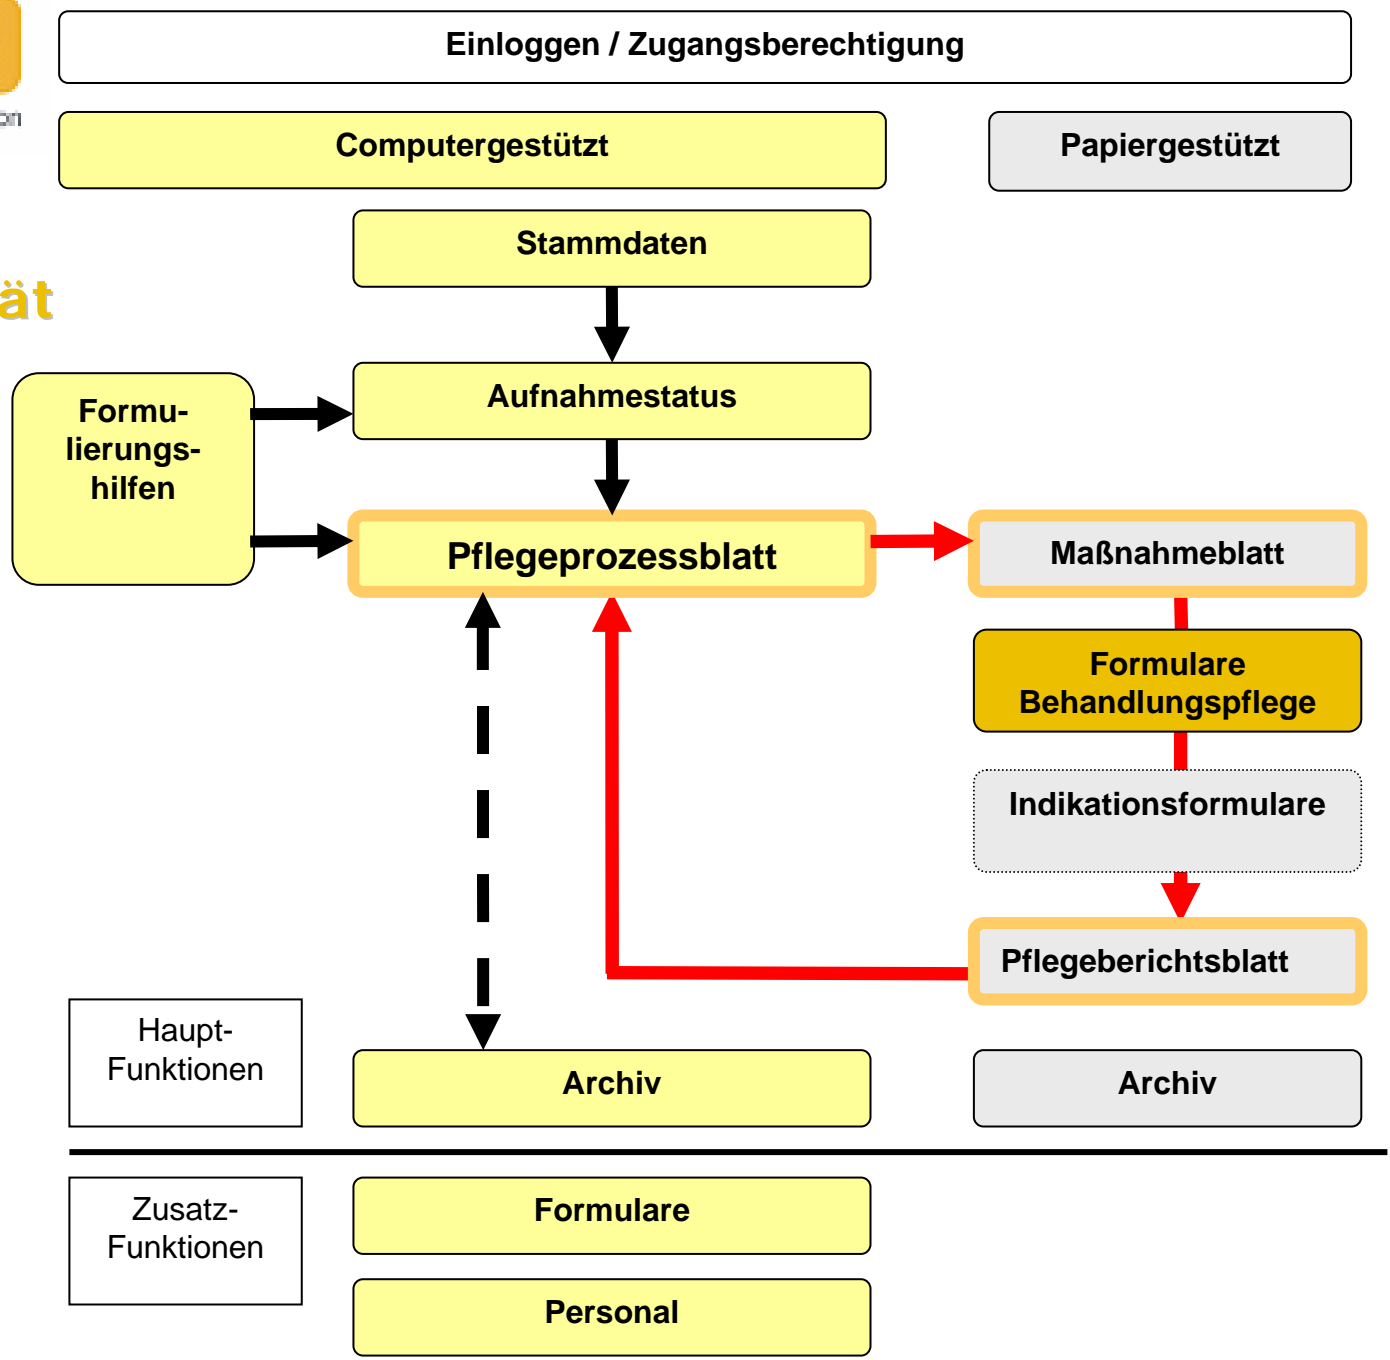 Einloggen / Zugangsberechtigung
Computergestützt
Papiergestützt
Stammdaten
ät
Aufnahmestatus
Formu-
lierungs-
hilfen
Pflegeprozessblatt
Maßnahmeblatt
Formulare
Behandlungspflege
Indikationsformulare
Pflegeberichtsblatt
Haupt-
Funktionen
Archiv
Archiv
Zusatz-
Funktionen
Formulare
Personal